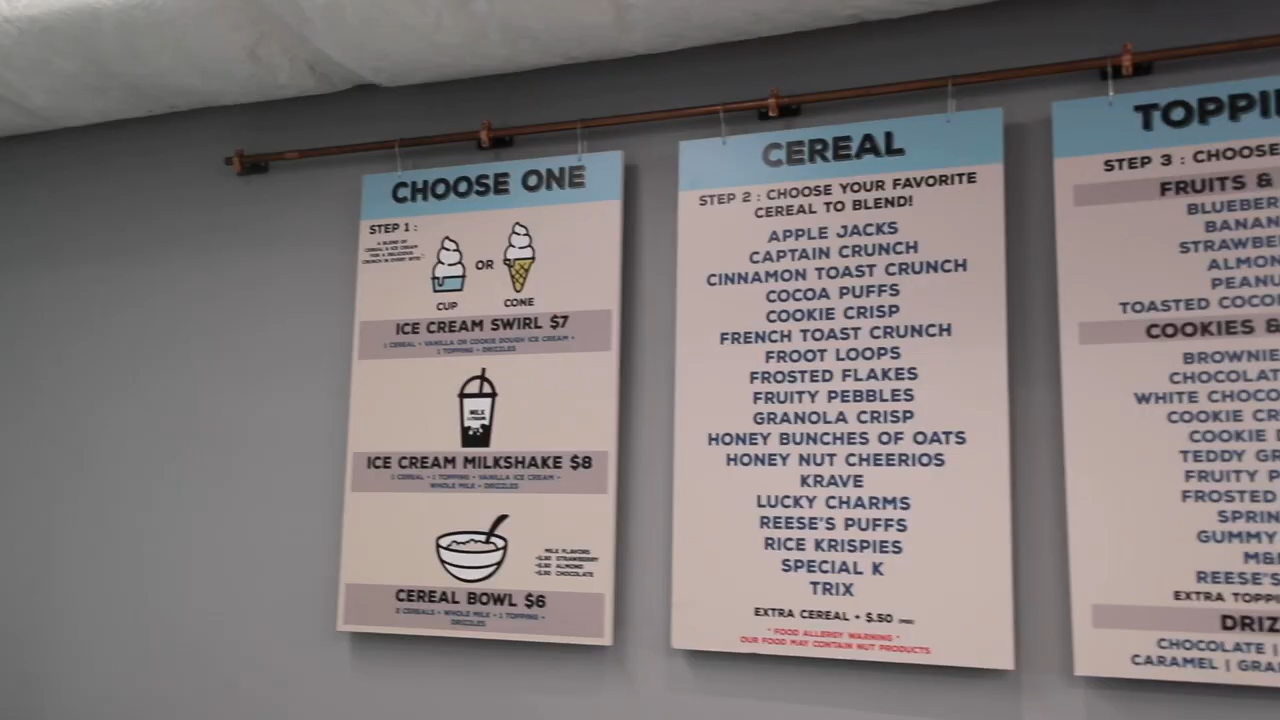 CHOOSE ONE
STEP 1 :
A BLEND OF
CEREAL & ICE CREAM
FOR A DELICIOUS
CRUNCH IN EVERY BITE
OR
CUP
CONE
ICE CREAM SWIRL $7
1 CEREAL + VANILLA OR COOKIE DOUGH ICE CREAM +
1 TOPPING + DRIZZLES
MILK
ICE CREAM MILKSHAKE $8
1 CEREAL + 1 TOPPING + VANILLA ICE CREAM +
WHOLE MILK + DRIZZLES
MILK FLAVORS
STRAWBERRY
ALMOND
CHOCOLATE
CEREAL BOWL $6
2 CEREALS + WHOLE MILK + 1 TOPPING +
DRIZZLES
CEREAL
STEP 2 : CHOOSE YOUR FAVORITE
CEREAL TO BLEND!
APPLE JACKS
CAPTAIN CRUNCH
CINNAMON TOAST CRUNCH
COCOA PUFFS
COOKIE CRISP
FRENCH TOAST CRUNCH
FROOT LOOPS
FROSTED FLAKES
FRUITY PEBBLES
GRANOLA CRISP
HONEY BUNCHES OF OATS
HONEY NUT CHEERIOS
KRAVE
LUCKY CHARMS
REESE'S PUFFS
RICE KRISPIES
SPECIAL K
TRIX
EXTRA CEREAL + $.50
* FOOD ALLERGY WARNING *
OUR FOOD MAY CONTAIN NUT PRODUCTS
TOPPI
STEP 3 : CHOOSE
FRUITS &
BLUEBER
BANAN
STRAWBE
ALMON
PEANU
TOASTED COCO
COOKIES &
BROWNIE
CHOCOLAT
WHITE CHOCO
COOKIE CR
COOKIE
TEDDY GR
FRUITY P
FROSTED
SPRIN
GUMMY
M&
REESE'S
EXTRA TOPP
DRIZ
CHOCOLATE |
CARAMEL | GRA